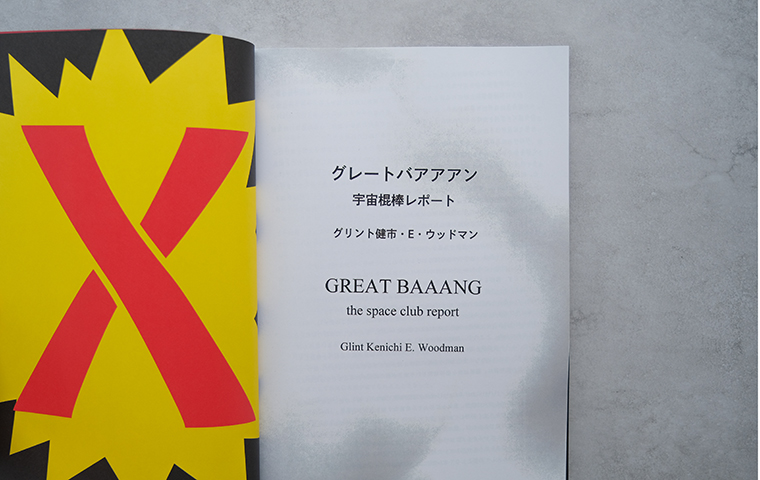 X
グレートバアアアン
宇宙棍棒レポート
グリント健市・E・ウッドマン
GREAT BAAANG
the space club report
Glint Kenichi E. Woodman